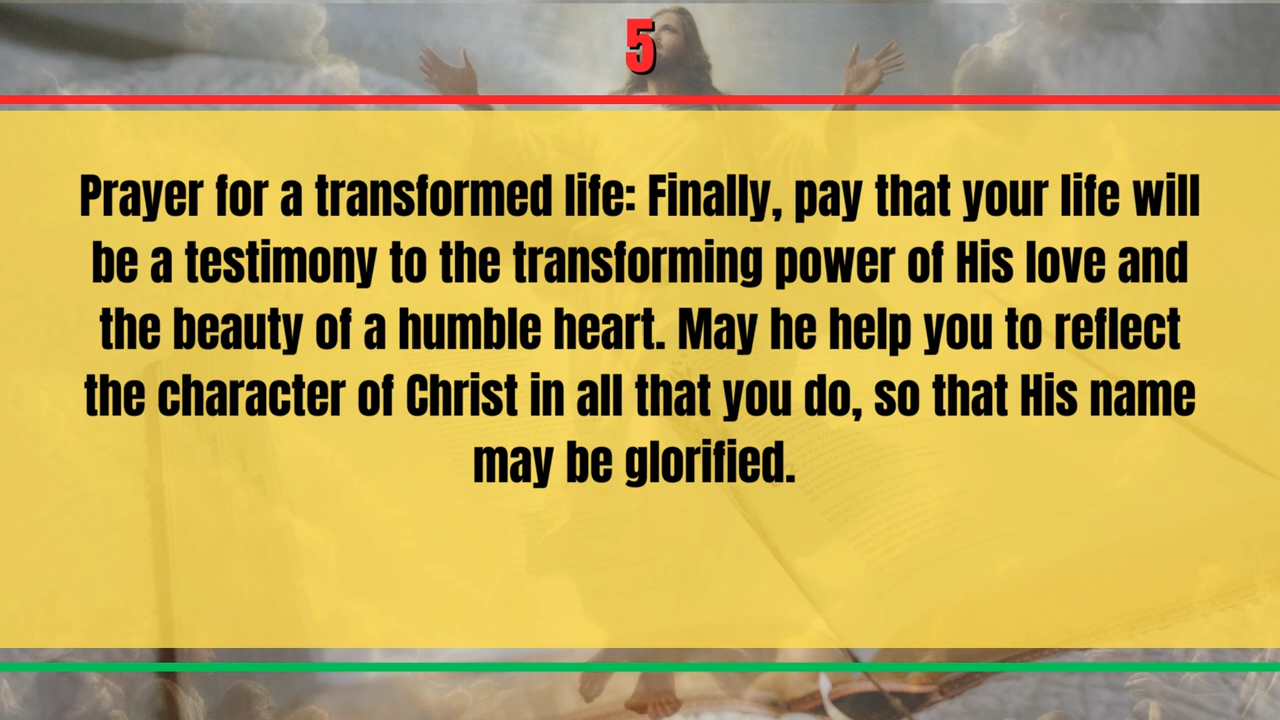 5
Prayer for a transformed life: Finally, pay that your life will
be a testimony to the transforming power of His love and
the beauty of a humble heart. May he help you to reflect
the character of Christ in all that you do, so that His name
may be glorified.